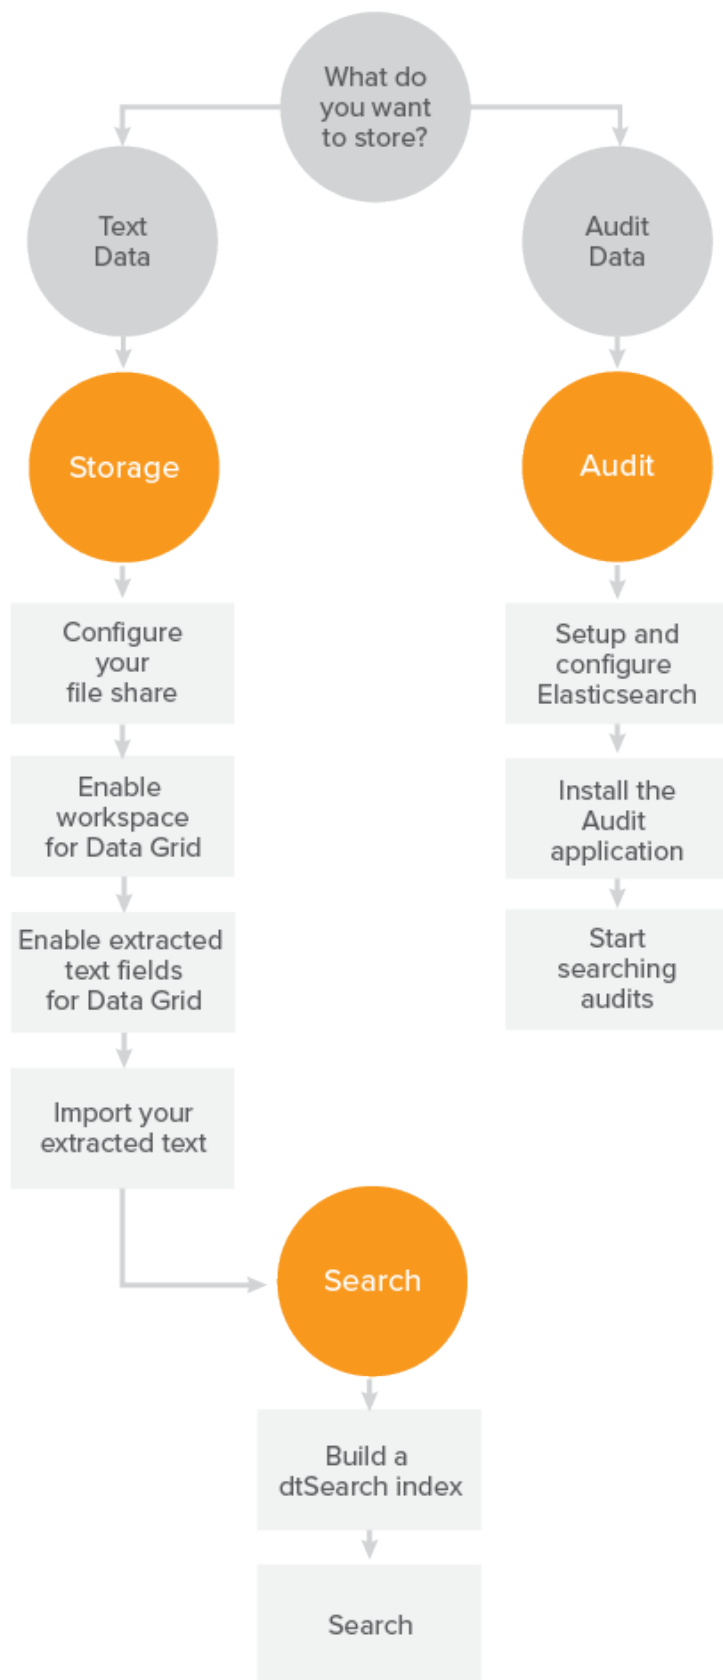 What do
you want
to store?
Text
Data
Audit
Data
Storage
Audit
Configure
your
file share
Setup and
configure
Elasticsearch
Enable
workspace
for Data Grid
Install the
Audit
application
Enable extracted
text fields
for Data Grid
Start
searching
audits
Import your
extracted text
Search
Build a
dtSearch index
Search